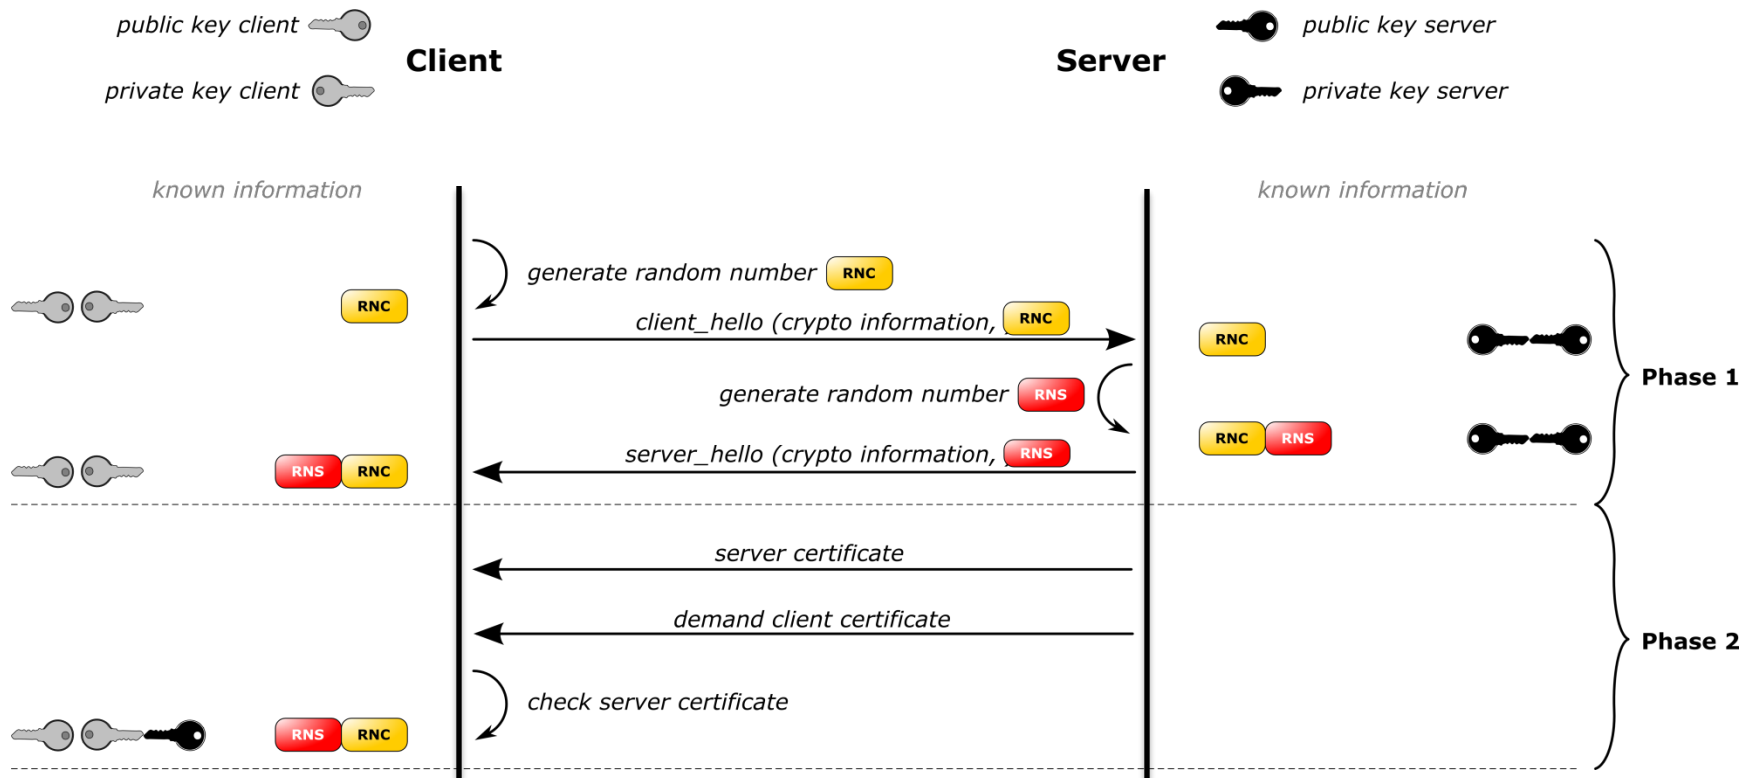 public key client
private key client
Client
Server
public key server
private key server
known information
known information
generate random number RNC
RNC
client_hello (crypto information, RNC
RNC
generate random number RNS
RNC RNS
Phase 1
server_hello (crypto information, RNS
RNS RNC
server certificate
demand client certificate
Phase 2
check server certificate
RNS RNC